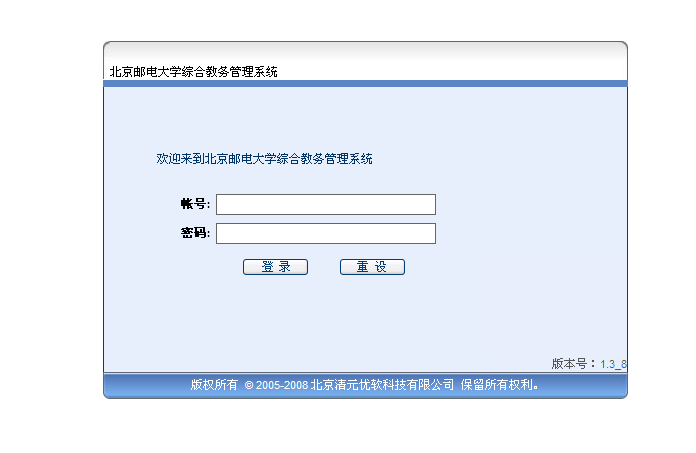 北京邮电大学综合教务管理系统
欢迎来到北京邮电大学综合教务管理系统
帐号:
密码:
登 录 重 设
版本号：1.3_8
版权所有 © 2005-2008 北京清元优软科技有限公司 保留所有权利。